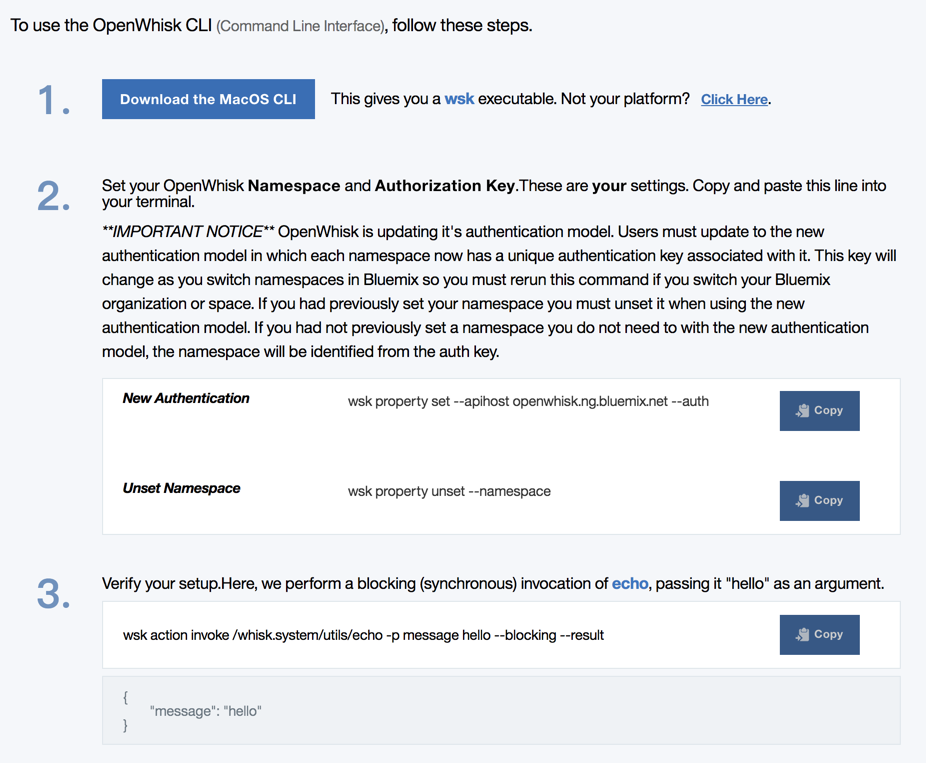 To use the OpenWhisk CLI (Command Line Interface), follow these steps.
1.
Download the MacOS CLI
This gives you a wsk executable. Not your platform? Click Here.
2.
Set your OpenWhisk Namespace and Authorization Key.These are your settings. Copy and paste this line into
your terminal.
**IMPORTANT NOTICE** OpenWhisk is updating it's authentication model. Users must update to the new
authentication model in which each namespace now has a unique authentication key associated with it. This key will
change as you switch namespaces in Bluemix so you must rerun this command if you switch your Bluemix
organization or space. If you had previously set your namespace you must unset it when using the new
authentication model. If you had not previously set a namespace you do not need to with the new authentication
model, the namespace will be identified from the auth key.
New Authentication
wsk property set --apihost openwhisk.ng.bluemix.net --auth
Copy
Unset Namespace
wsk property unset --namespace
Copy
3.
Verify your setup.Here, we perform a blocking (synchronous) invocation of echo, passing it "hello" as an argument.
wsk action invoke /whisk.system/utils/echo -p message hello --blocking --result
Copy
{
"message": "hello"
}